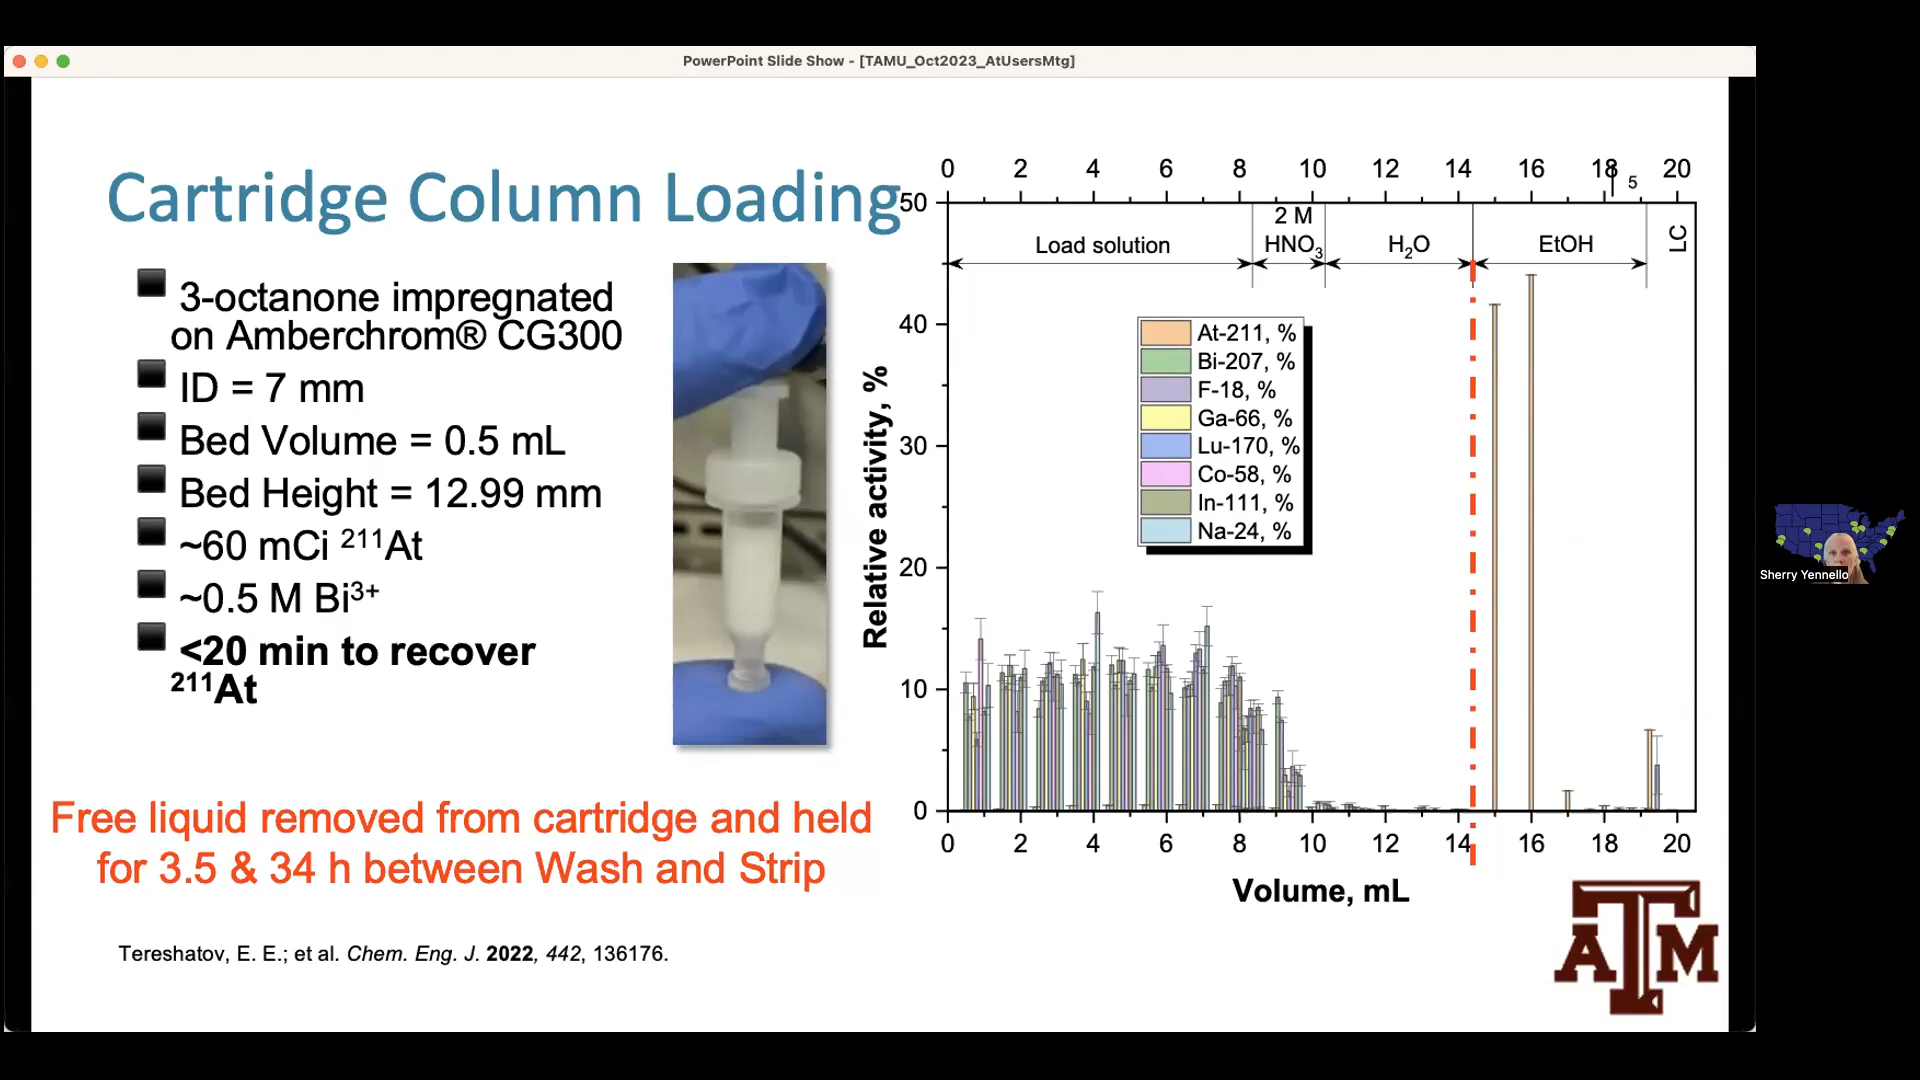 PowerPoint Slide Show - [TAMU_Oct2023_AtUsersMtg]
Cartridge Column Loading
3-octanone impregnated
on Amberchrom® CG300
ID = 7 mm
Bed Volume = 0.5 mL
Bed Height = 12.99 mm
~60 mCi ²¹¹At
~0.5 M Bi³⁺
<20 min to recover
²¹¹At
Free liquid removed from cartridge and held
for 3.5 & 34 h between Wash and Strip
Tereshatov, E. E.; et al. Chem. Eng. J. 2022, 442, 136176.
0 2 4 6 8 10 12 14 16 18 5 20
Load solution
2 M
HNO₃
H₂O
EtOH
LC
50
40
30
20
10
0
Relative activity, %
At-211, %
Bi-207, %
F-18, %
Ga-66, %
Lu-170, %
Co-58, %
In-111, %
Na-24, %
0 2 4 6 8 10 12 14 16 18 20
Volume, mL
ATM
Sherry Yennello